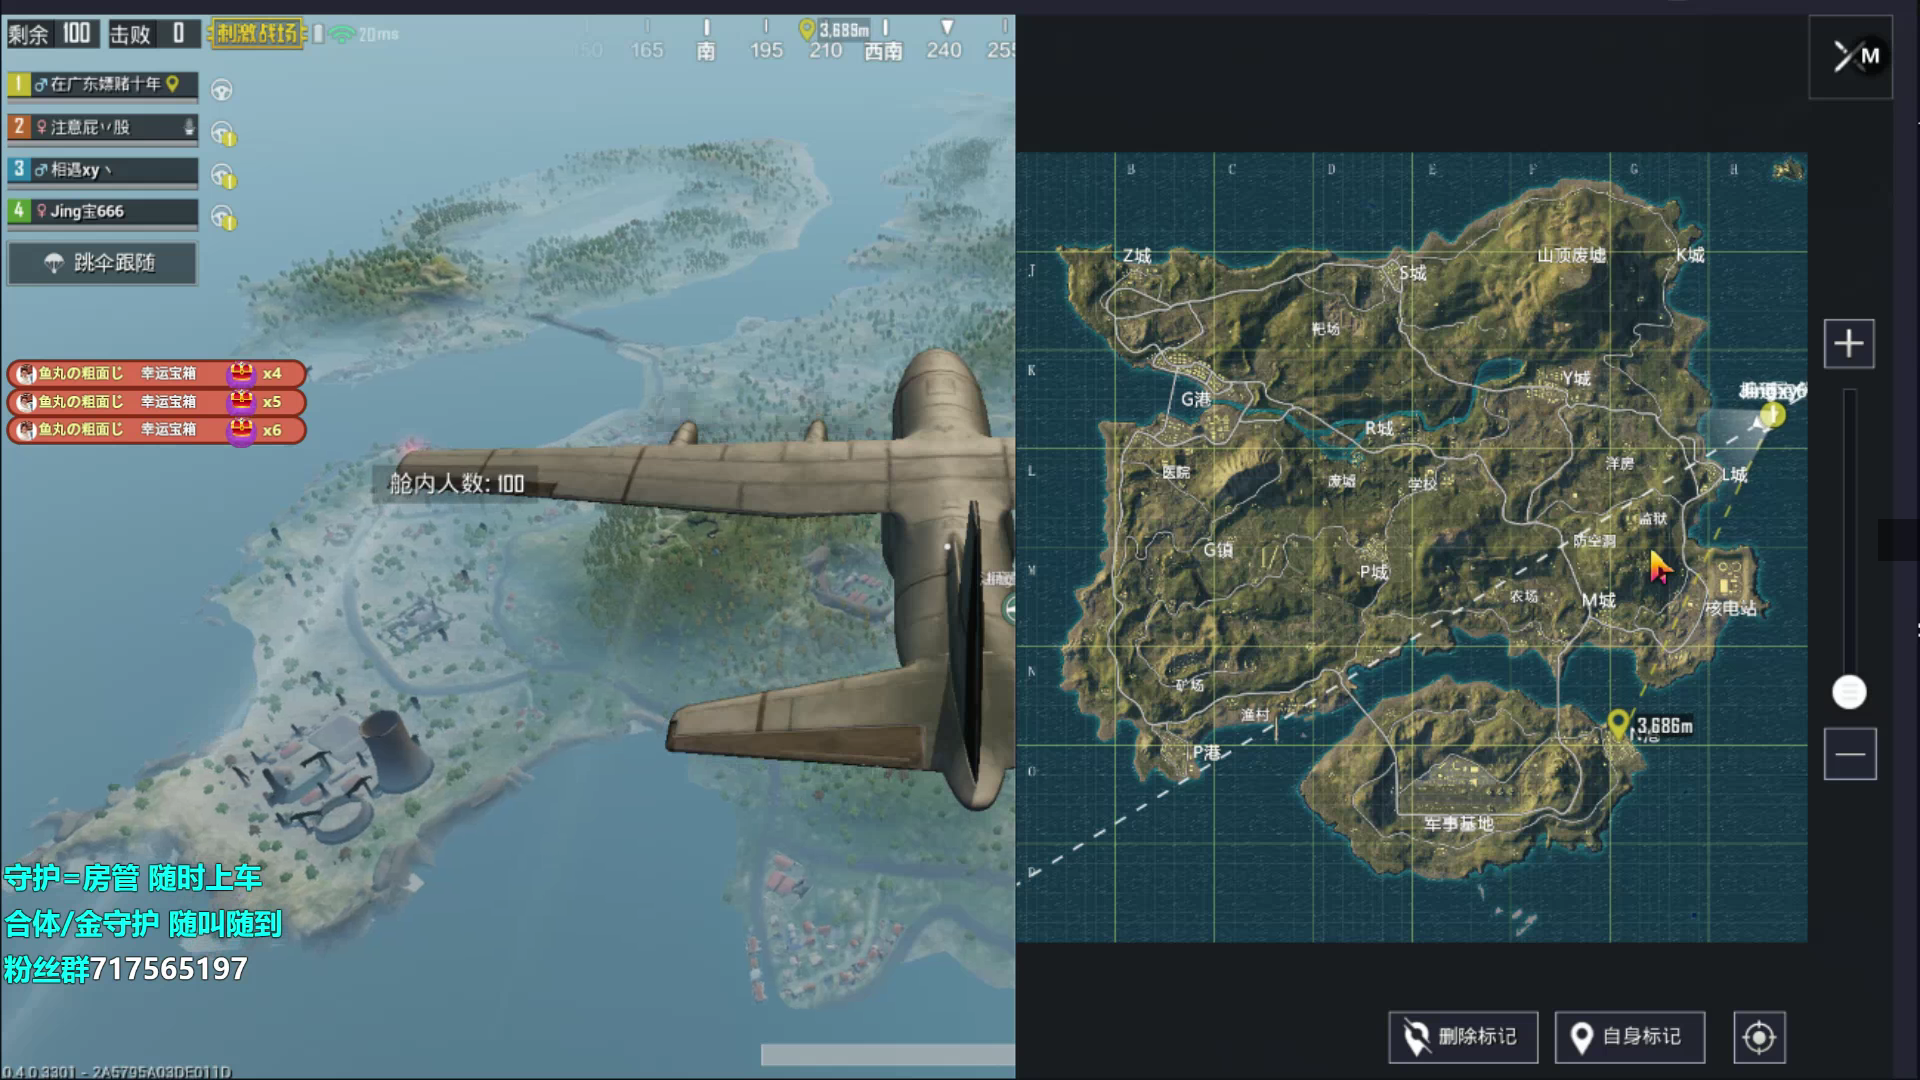 剩余 100 击败 0 刺激战场 20ms
165 南 195 210 3,689m 西南 240 255
1 在广东嫖赌十年
2 注意屁丷股
3 相遇xy丶
4 Jing宝666
跳伞跟随
鱼丸の粗面じ 幸运宝箱 x4
鱼丸の粗面じ 幸运宝箱 x5
鱼丸の粗面じ 幸运宝箱 x6
舱内人数:100
守护=房管 随时上车
合体/金守护 随叫随到
粉丝群717565197
0.4.0.3301 - 2A5795A03DE011D
M
B C D E F G H
J
K
L
M
N
O
P
Z城
S城
山顶废墟
K城
靶场
G港
Y城
R城
医院
废墟
学校
洋房
L城
监狱
防空洞
G镇
P城
农场
M城
核电站
矿场
渔村
P港
3,686m
军事基地
删除标记
自身标记